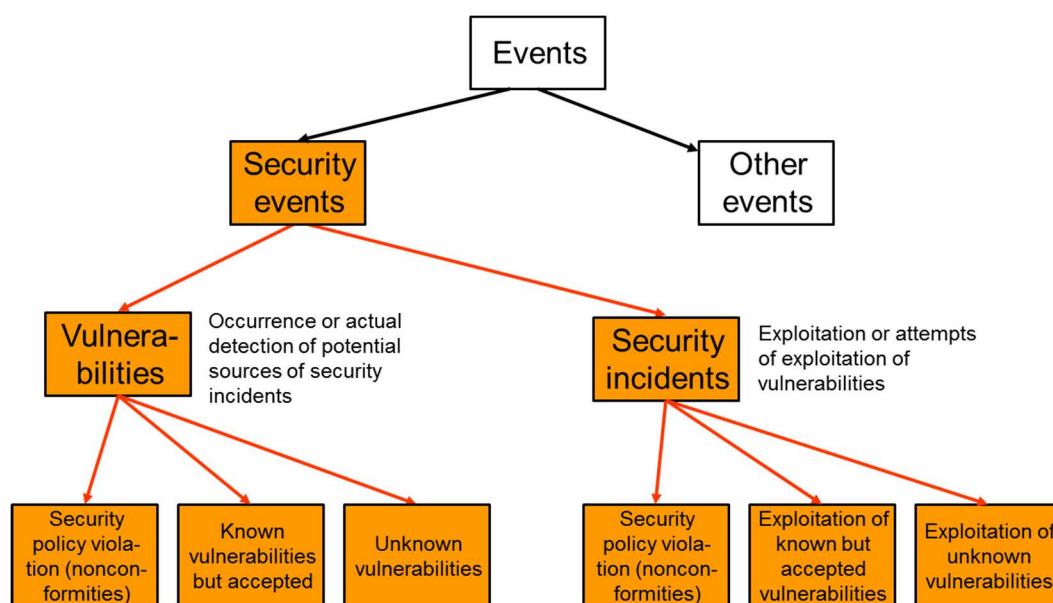 Events
Security
events
Other
events
Vulnera-
bilities
Occurrence or actual
detection of potential
sources of security
incidents
Security
incidents
Exploitation or attempts
of exploitation of
vulnerabilities
Security
policy viola-
tion (noncon-
formities)
Known
vulnerabilities
but accepted
Unknown
vulnerabilities
Security
policy viola-
tion (noncon-
formities)
Exploitation of
known but
accepted
vulnerabilities
Exploitation of
unknown
vulnerabilities